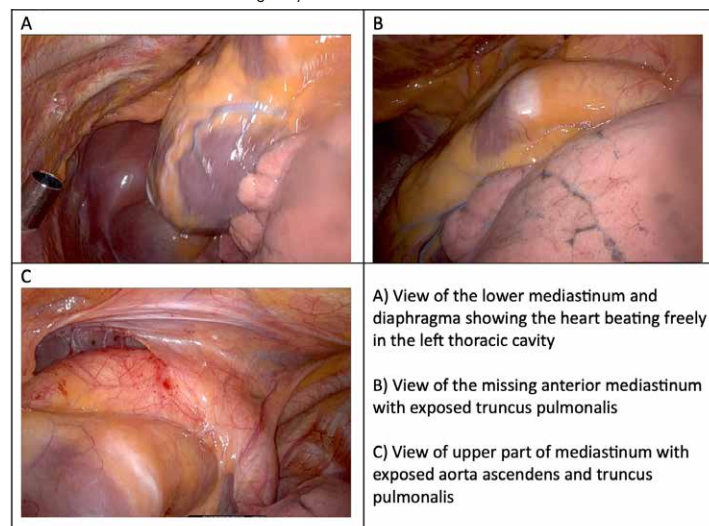 A
B
C
A) View of the lower mediastinum and
diaphragma showing the heart beating freely
in the left thoracic cavity
B) View of the missing anterior mediastinum
with exposed truncus pulmonalis
C) View of upper part of mediastinum with
exposed aorta ascendens and truncus
pulmonalis